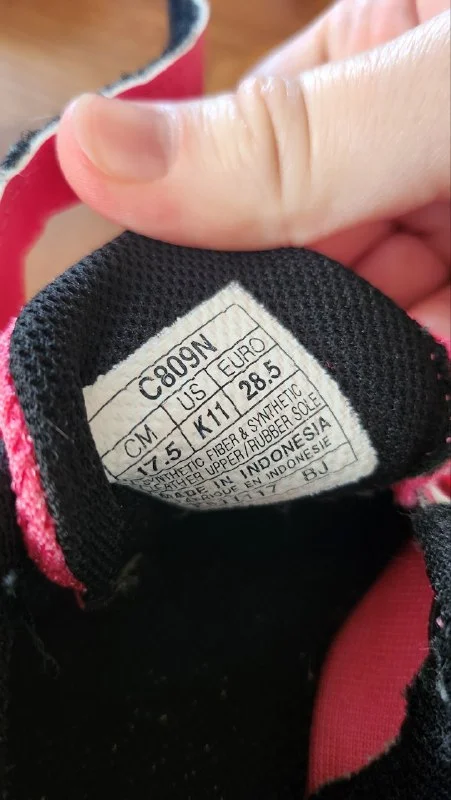 C809N
CM US EURO
17.5 K11 28.5
SYNTHETIC FIBER & SYNTHETIC
LEATHER UPPER/RUBBER SOLE
MADE IN INDONESIA
EN INDONESIE
BJ